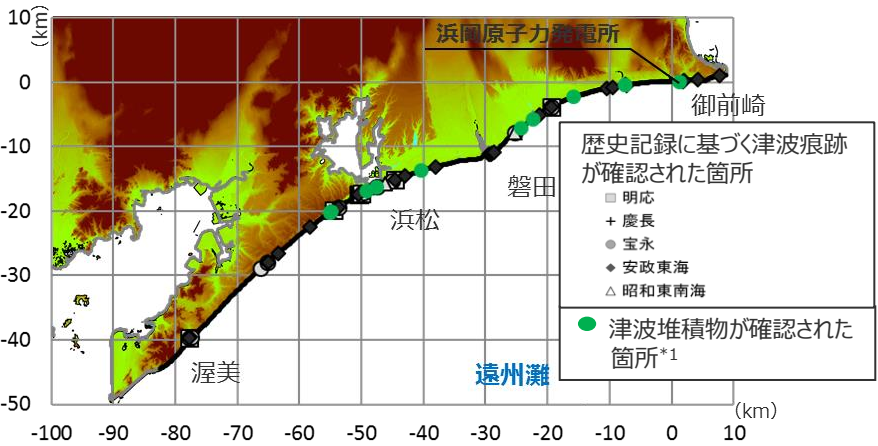 (km)
10
0
-10
-20
-30
-40
-50
-100
-90
-80
-70
-60
-50
-40
-30
-20
-10
0
10
(km)
浜岡原子力発電所
御前崎
磐田
浜松
渥美
遠州灘
歴史記録に基づく津波痕跡
が確認された箇所
明応
慶長
宝永
安政東海
昭和東南海
津波堆積物が確認された
箇所*1